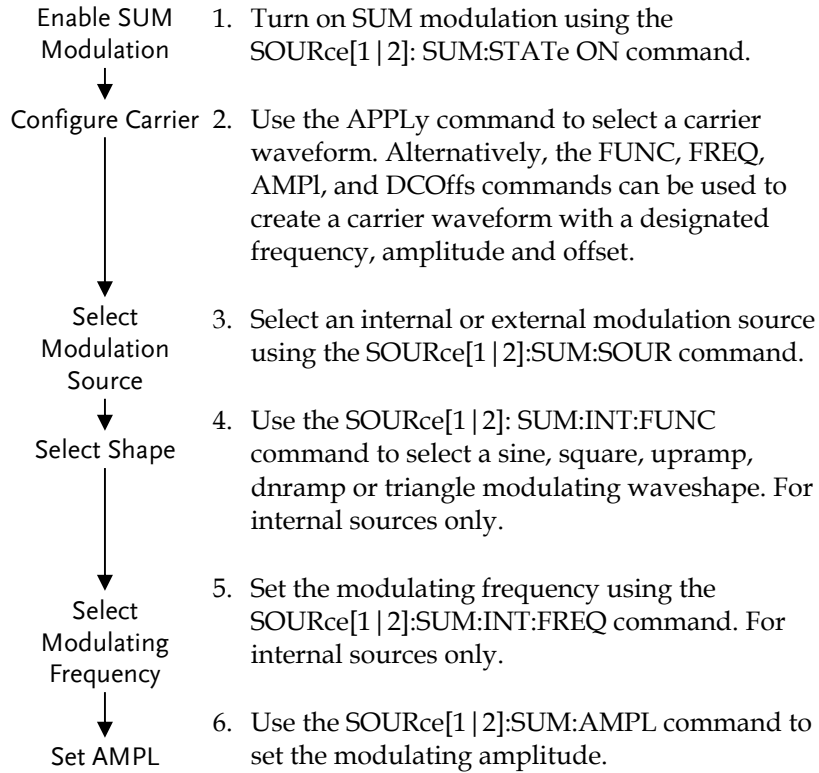 Enable SUM
Modulation
1. Turn on SUM modulation using the
SOURce[1|2]: SUM:STATe ON command.
Configure Carrier
2. Use the APPLy command to select a carrier
waveform. Alternatively, the FUNC, FREQ,
AMPl, and DCOffs commands can be used to
create a carrier waveform with a designated
frequency, amplitude and offset.
Select
Modulation
Source
3. Select an internal or external modulation source
using the SOURce[1|2]:SUM:SOUR command.
Select Shape
4. Use the SOURce[1|2]: SUM:INT:FUNC
command to select a sine, square, upramp,
dnramp or triangle modulating waveshape. For
internal sources only.
Select
Modulating
Frequency
5. Set the modulating frequency using the
SOURce[1|2]:SUM:INT:FREQ command. For
internal sources only.
Set AMPL
6. Use the SOURce[1|2]:SUM:AMPL command to
set the modulating amplitude.